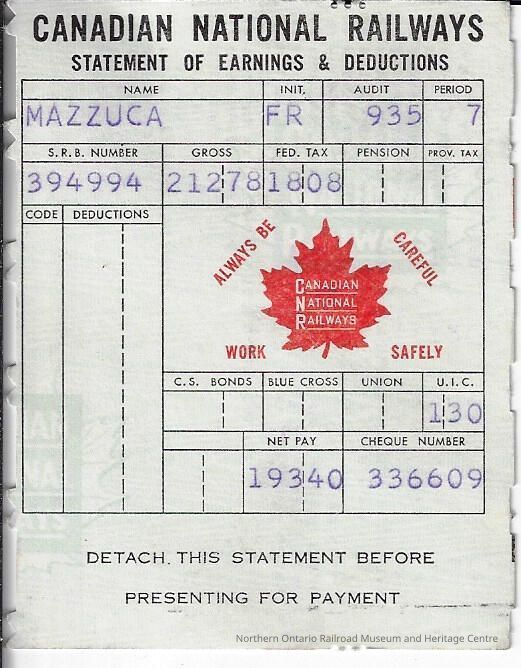 CANADIAN NATIONAL RAILWAYS
STATEMENT OF EARNINGS & DEDUCTIONS
NAME INIT. AUDIT PERIOD
MAZZUCA FR 935 7
S.R.B. NUMBER GROSS FED. TAX PENSION PROV. TAX
394994 21278 1808
CODE DEDUCTIONS
ALWAYS BE CAREFUL
CANADIAN
NATIONAL
RAILWAYS
WORK SAFELY
C.S. BONDS BLUE CROSS UNION U.I.C.
130
NET PAY CHEQUE NUMBER
19340 336609
DETACH THIS STATEMENT BEFORE
PRESENTING FOR PAYMENT
Northern Ontario Railroad Museum and Heritage Centre